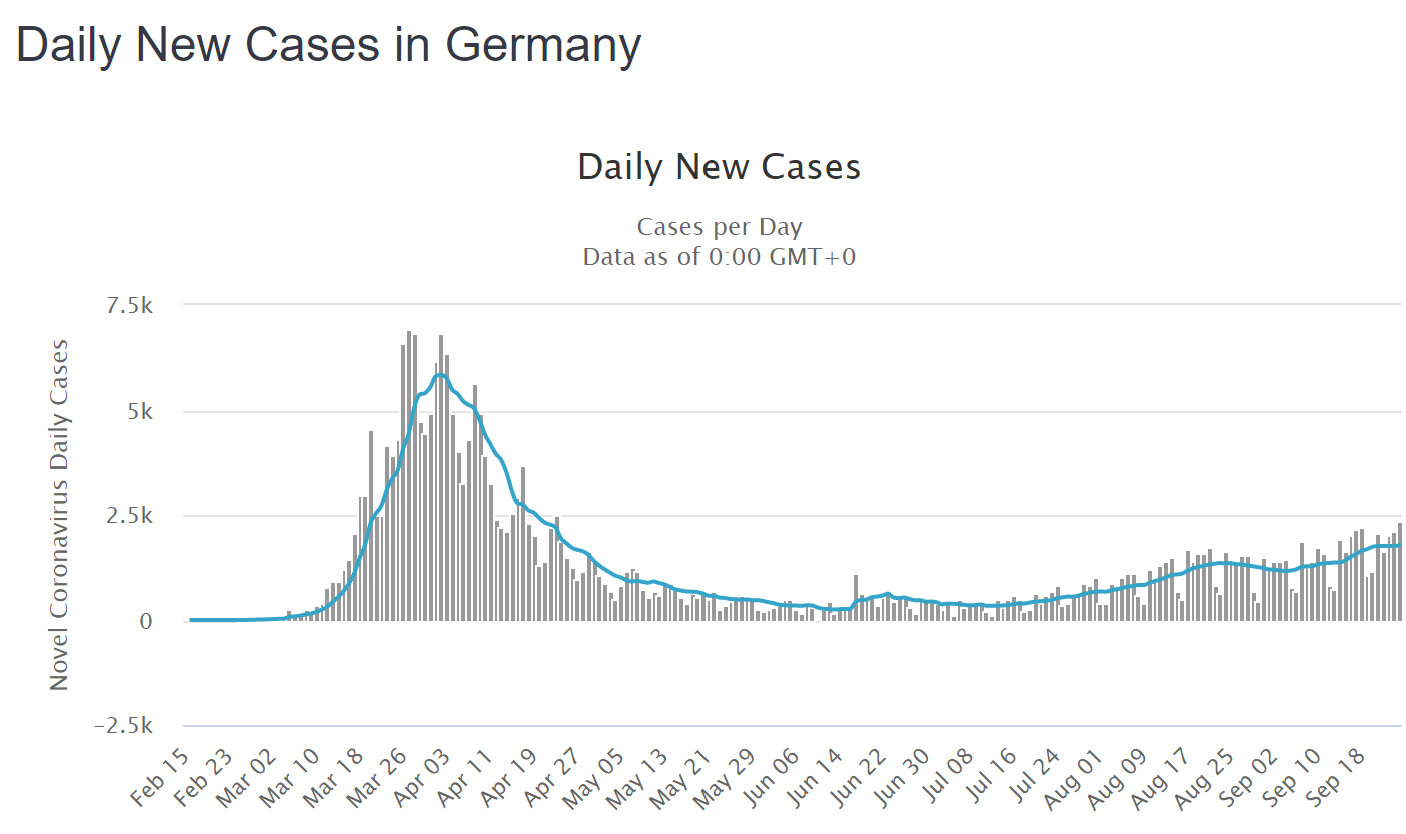 Daily New Cases in Germany
Daily New Cases
Cases per Day
Data as of 0:00 GMT+0
Novel Coronavirus Daily Cases
7.5k
5k
2.5k
0
−2.5k
Feb 15
Feb 23
Mar 02
Mar 10
Mar 18
Mar 26
Apr 03
Apr 11
Apr 19
Apr 27
May 05
May 13
May 21
May 29
Jun 06
Jun 14
Jun 22
Jun 30
Jul 08
Jul 16
Jul 24
Aug 01
Aug 09
Aug 17
Aug 25
Sep 02
Sep 10
Sep 18